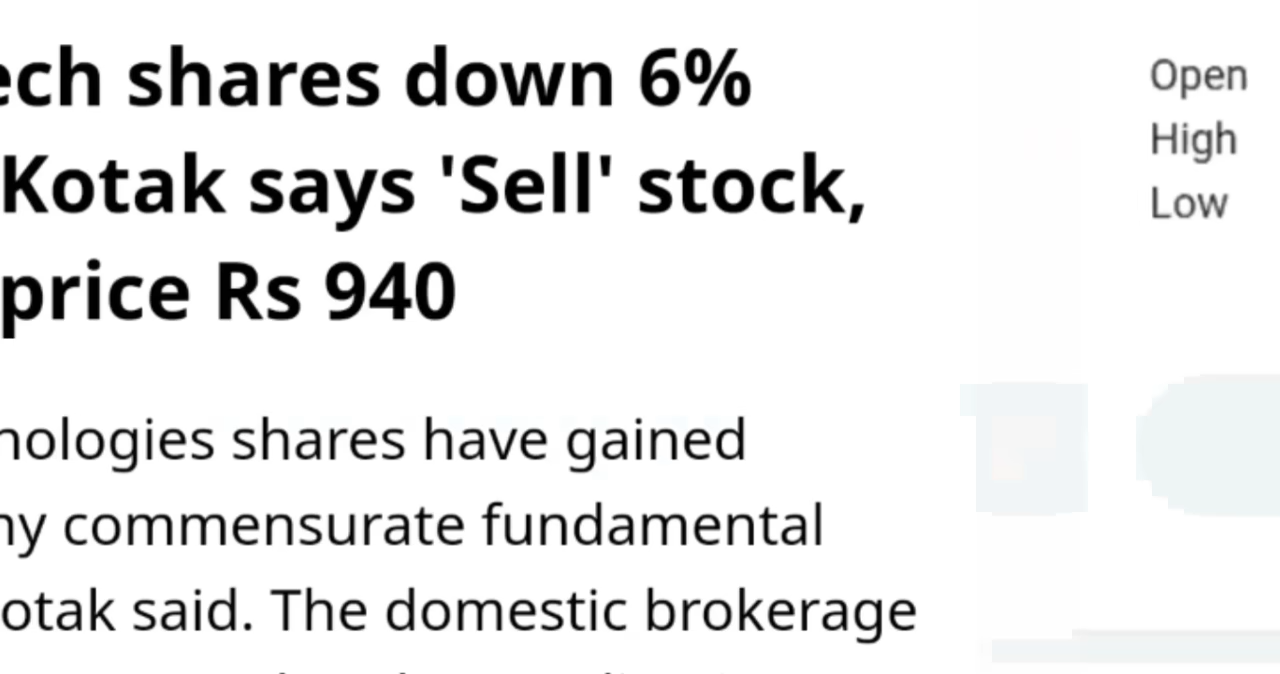 ech shares down 6%
Kotak says 'Sell' stock,
price Rs 940
nologies shares have gained
ny commensurate fundamental
otak said. The domestic brokerage
Open
High
Low